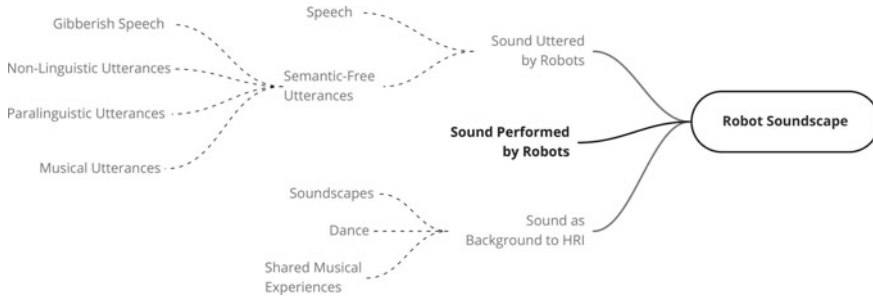 Gibberish Speech
Non-Linguistic Utterances
Paralinguistic Utterances
Musical Utterances
Speech
Semantic-Free
Utterances
Sound Uttered
by Robots
Sound Performed
by Robots
Robot Soundscape
Soundscapes
Dance
Shared Musical
Experiences
Sound as
Background to HRI